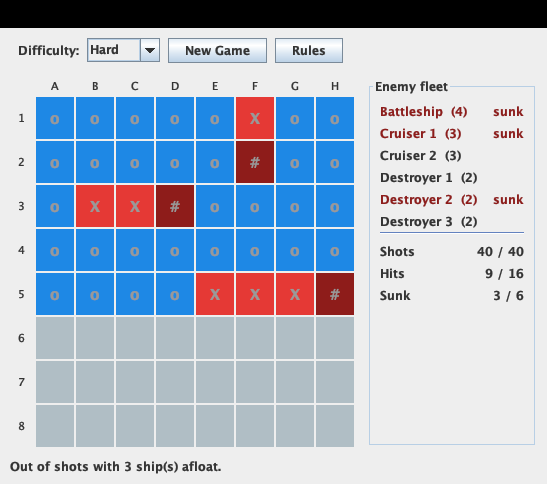 Difficulty: Hard New Game Rules
A B C D E F G H Enemy fleet
Battleship (4) sunk
1 o o o o o X o o
Cruiser 1 (3) sunk
Cruiser 2 (3)
2 o o o o o # o o
Destroyer 1 (2)
Destroyer 2 (2) sunk
3 o X X # o o o o
Destroyer 3 (2)
4 o o o o o o o o
Shots 40 / 40
Hits 9 / 16
5 o o o o X X X #
Sunk 3 / 6
6
7
8
Out of shots with 3 ship(s) afloat.